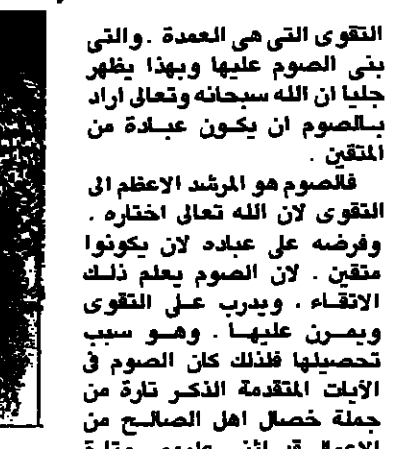 التقوى التى هى العمدة . والتى
بنى الصوم عليها وبهذا يظهر
جليا ان الله سبحانه وتعالى اراد
بالصوم ان يكون عبادة من
المتقين .
فالصوم هو المرشد الاعظم الى
التقوى لان الله تعالى اختاره .
وفرضه على عباده لان يكونوا
متقين . لان الصوم يعلم ذلك
الاتقاء . ويدرب على التقوى
ويمرن عليها . وهو سبب
تحصيلها فلذلك كان الصوم فى
الآيات المتقدمة الذكر تارة من
جملة خصال اهل الصالح من